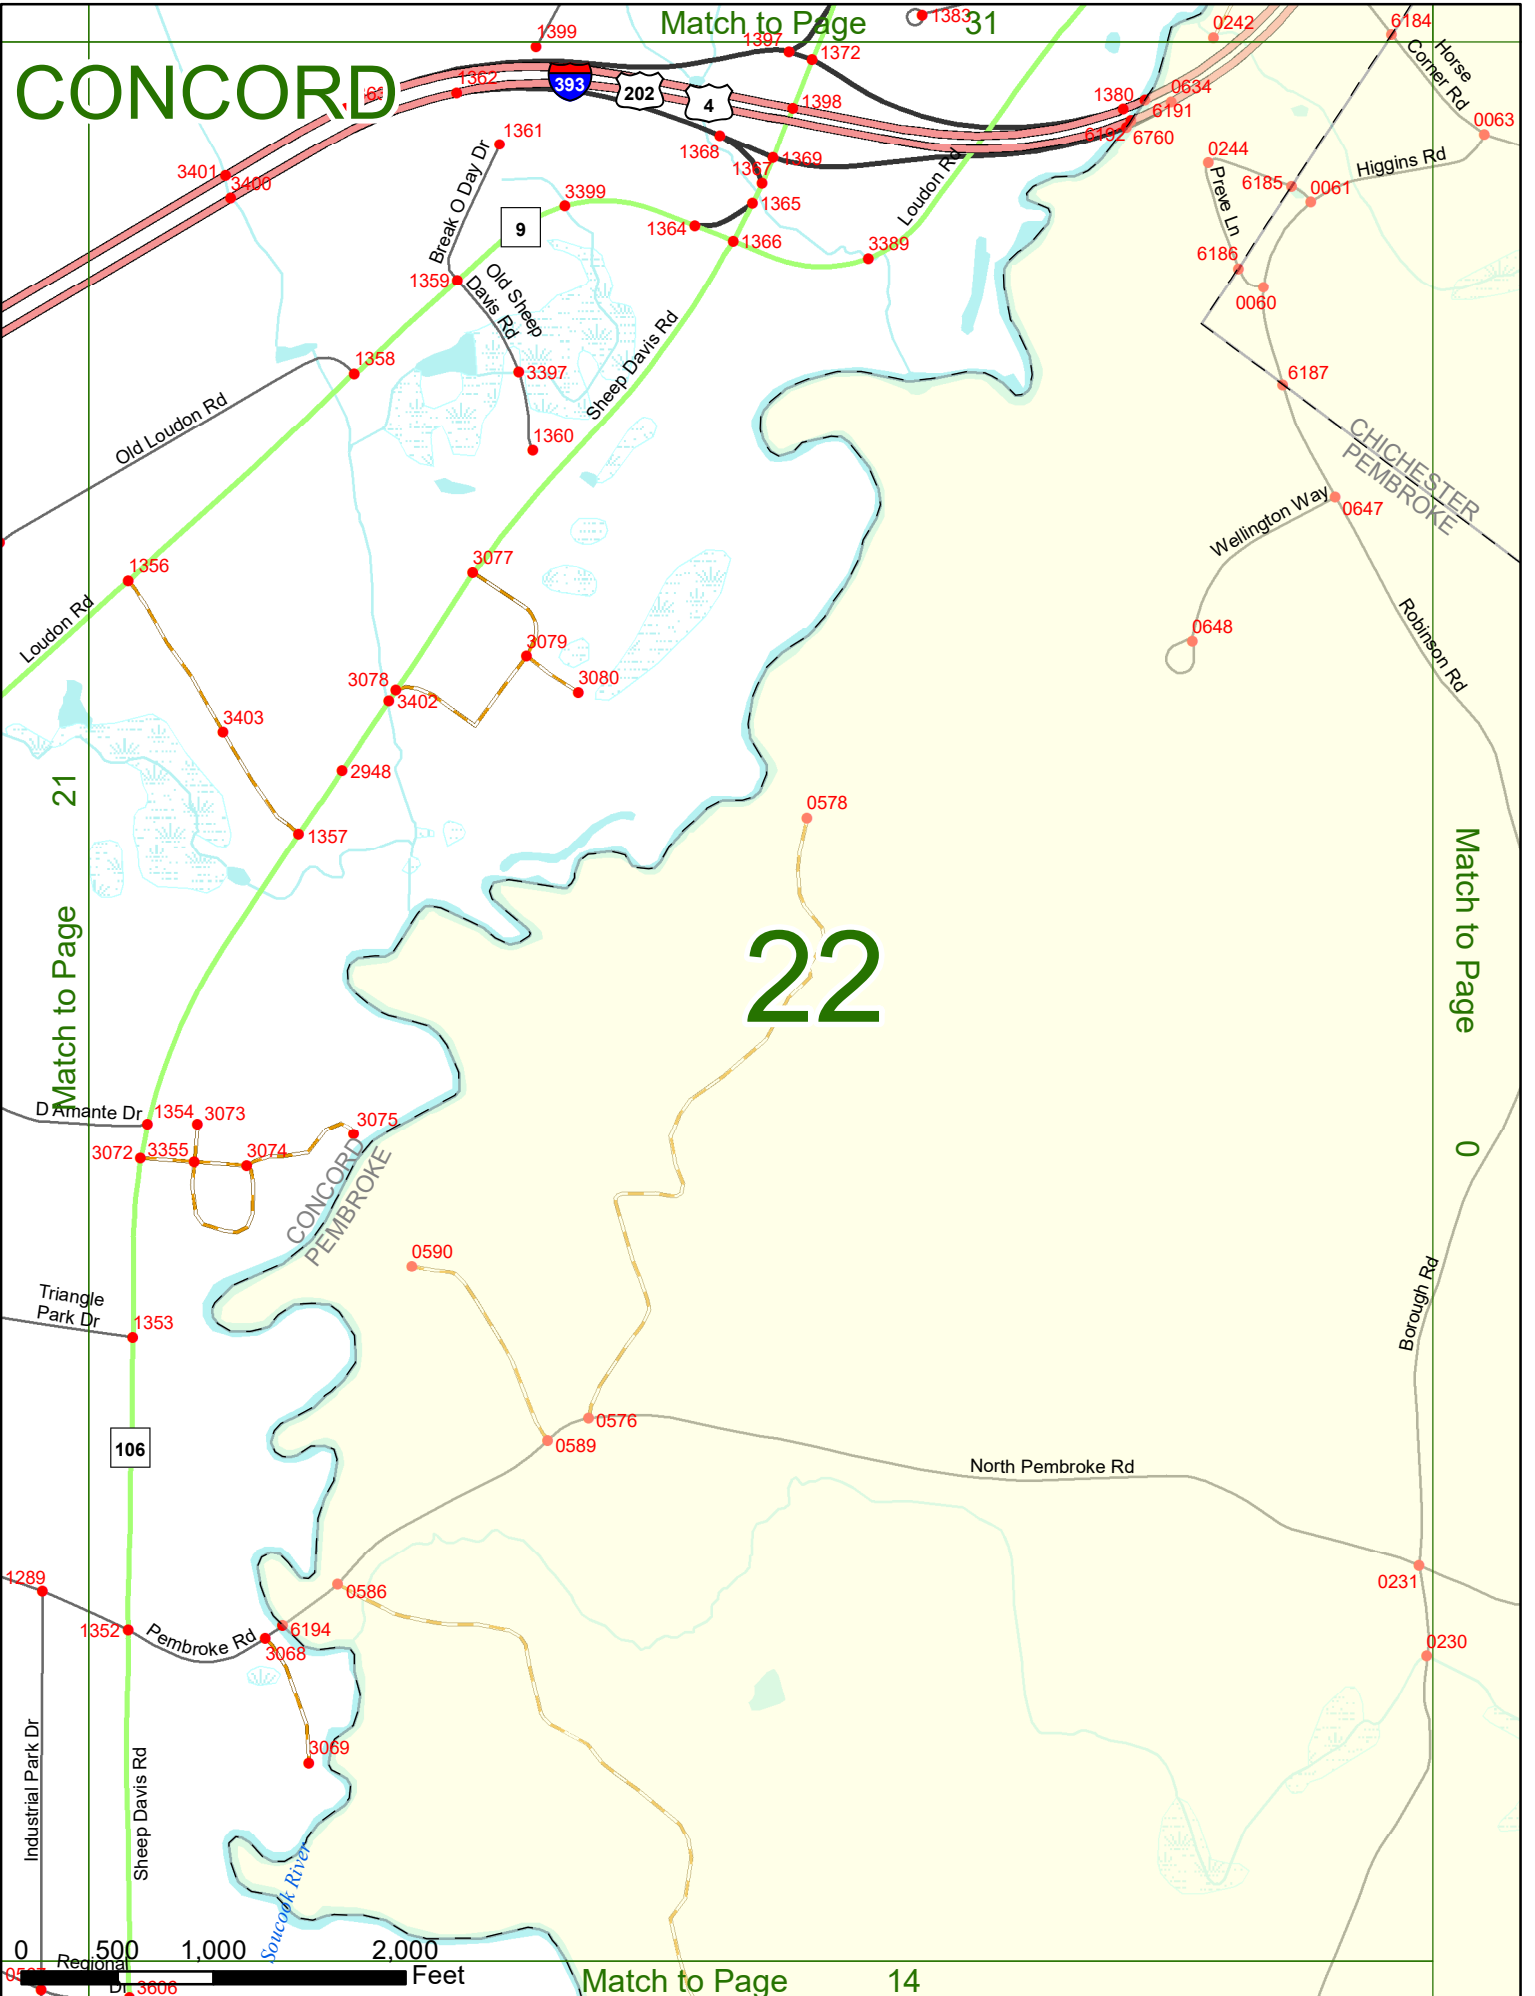 Match to Page 31
CONCORD
1399
1383
1397
1372
0242
6184
Horse
Corner Rd
1362
393
202
4
1398
1380
0634
6191
6192
6760
0063
3401
3400
1361
1368
1369
1367
0244
6185
0061
Higgins Rd
Break O Day Dr
3399
9
1365
1364
1366
3389
Loudon Rd
Preve Ln
6186
0060
1359
Old Sheep
Davis Rd
Sheep Davis Rd
1358
3397
6187
Old Loudon Rd
1360
CHICHESTER
PEMBROKE
Wellington Way
0647
1356
3077
Loudon Rd
3079
3080
3078
3402
0648
Robinson Rd
3403
2948
21
Match to Page
1357
0578
22
Match to Page
0
D Amante Dr
1354
3073
3075
3072
3355
3074
CONCORD
PEMBROKE
0590
Triangle
Park Dr
1353
Borough Rd
0576
0589
106
North Pembroke Rd
1289
0586
0231
1352
Pembroke Rd
6194
3068
0230
3069
Industrial Park Dr
Sheep Davis Rd
Soucook River
0 500 1,000 2,000
Feet
Regional
Dr
3606
Match to Page 14